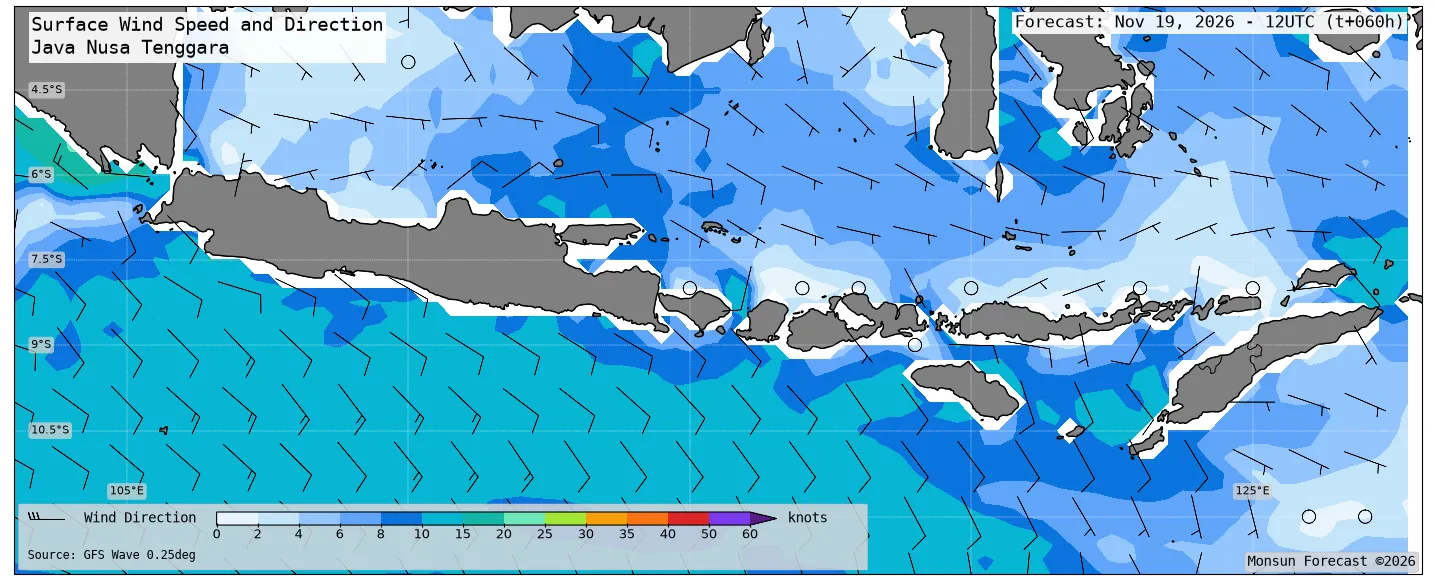 Surface Wind Speed and Direction
Java Nusa Tenggara
Forecast: Nov 19, 2026 - 12UTC (t+060h)
4.5°S
6°S
7.5°S
9°S
10.5°S
105°E
125°E
Wind Direction
knots
0 2 4 6 8 10 15 20 25 30 35 40 50 60
Source: GFS Wave 0.25deg
Monsun Forecast ©2026